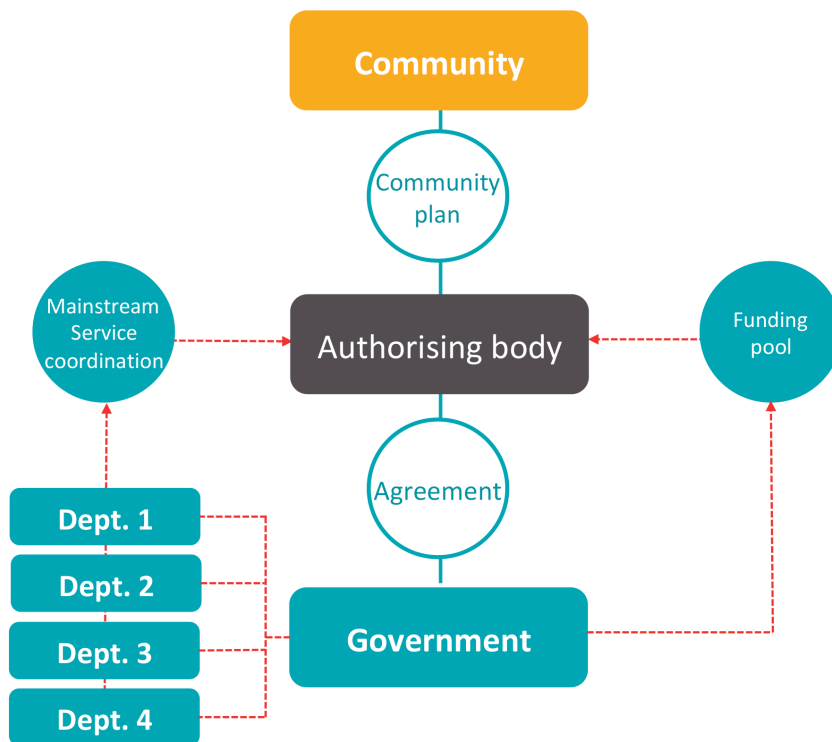 Community
Community
plan
Mainstream
Service
coordination
Authorising body
Funding
pool
Agreement
Dept. 1
Dept. 2
Dept. 3
Dept. 4
Government